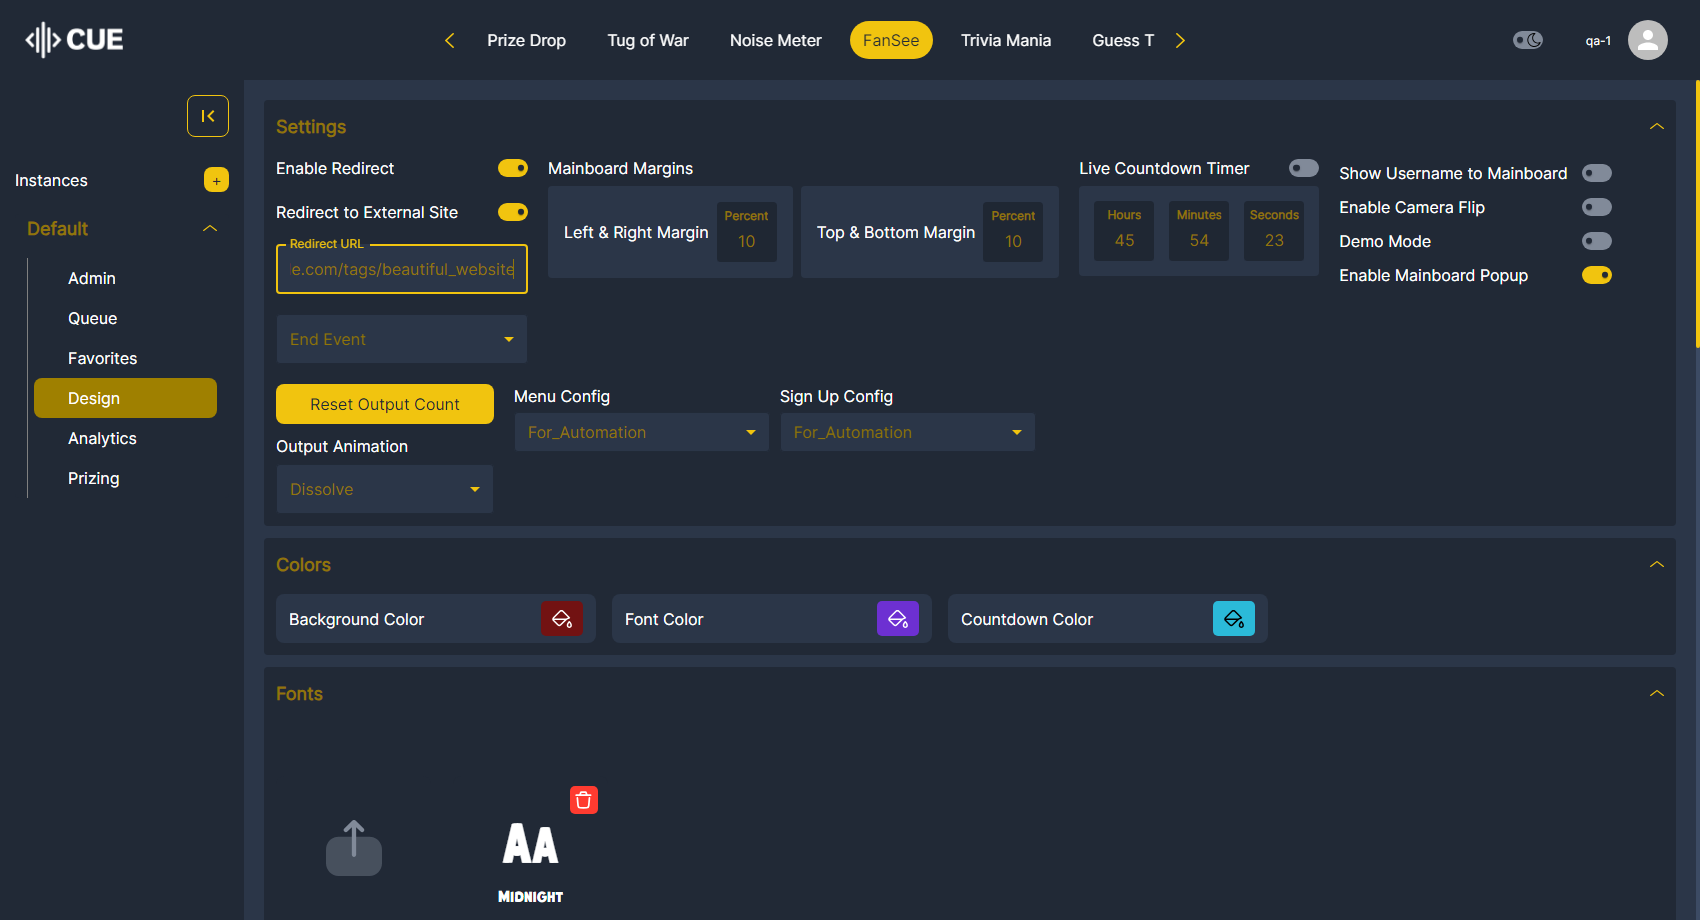 CUE
Prize Drop
Tug of War
Noise Meter
FanSee
Trivia Mania
Guess T
qa-1
Instances
+
Default
Admin
Queue
Favorites
Design
Analytics
Prizing
Settings
Enable Redirect
Redirect to External Site
Redirect URL
e.com/tags/beautiful_website
End Event
Mainboard Margins
Left & Right Margin
Percent
10
Top & Bottom Margin
Percent
10
Live Countdown Timer
Hours
45
Minutes
54
Seconds
23
Show Username to Mainboard
Enable Camera Flip
Demo Mode
Enable Mainboard Popup
Reset Output Count
Output Animation
Dissolve
Menu Config
For_Automation
Sign Up Config
For_Automation
Colors
Background Color
Font Color
Countdown Color
Fonts
AA
MIDNIGHT